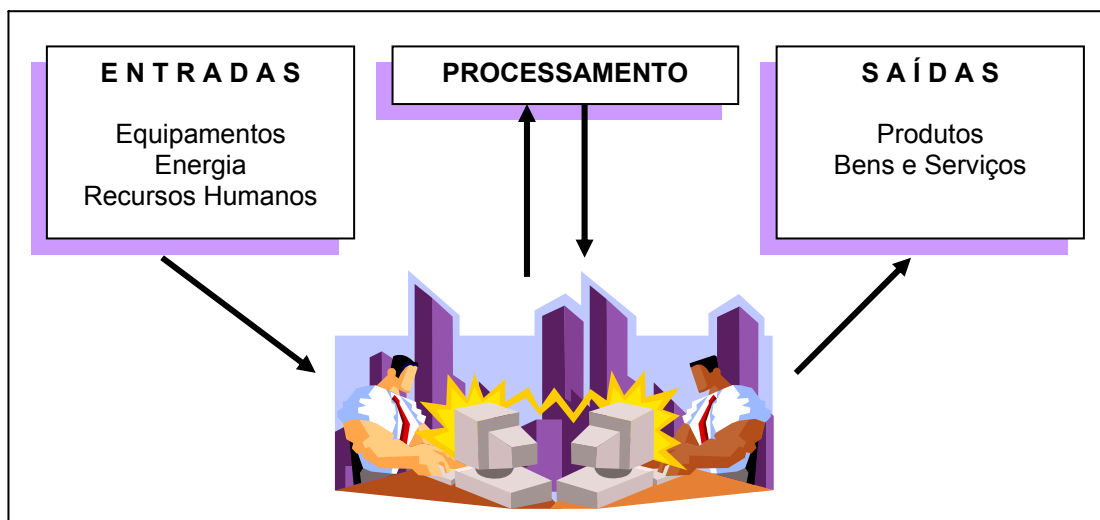 E N T R A D A S
Equipamentos
Energia
Recursos Humanos
PROCESSAMENTO
S A Í D A S
Produtos
Bens e Serviços